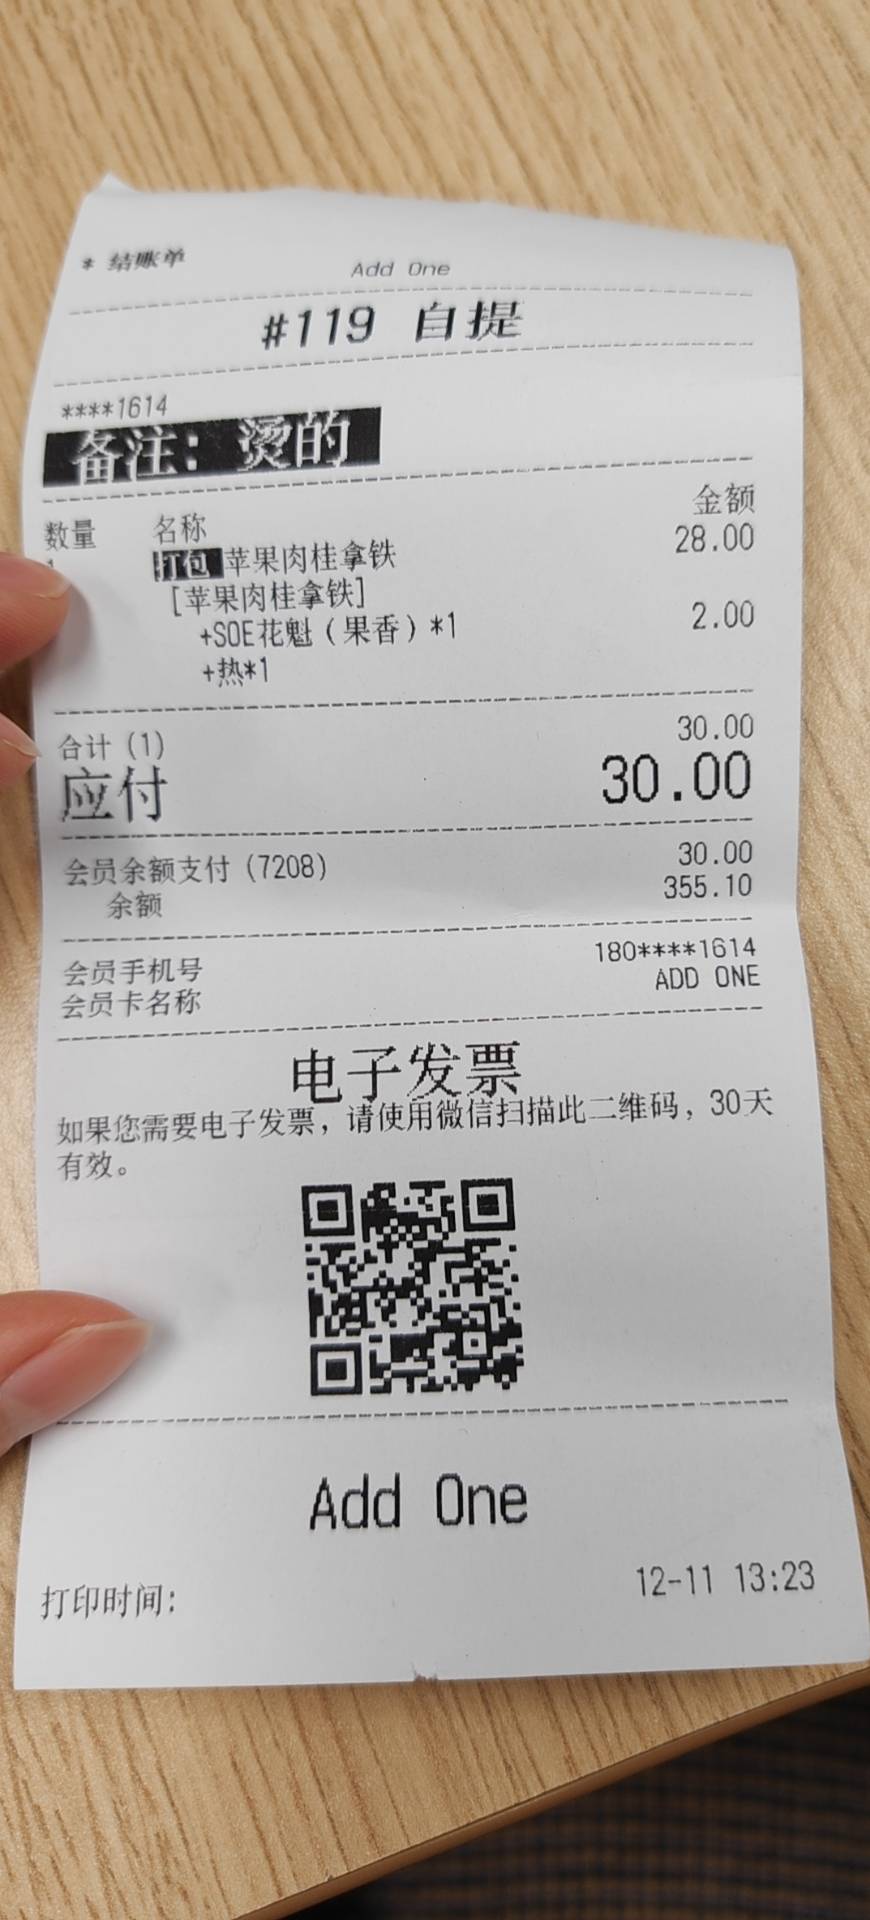 * 结账单
Add One
#119 自提
****1614
备注: 烫的
数量 名称 金额
1 打包 苹果肉桂拿铁 28.00
[苹果肉桂拿铁]
+SOE花魁（果香）*1 2.00
+热*1
合计(1) 30.00
应付 30.00
会员余额支付(7208) 30.00
余额 355.10
会员手机号 180****1614
会员卡名称 ADD ONE
电子发票
如果您需要电子发票，请使用微信扫描此二维码，30天
有效。
Add One
打印时间: 12-11 13:23